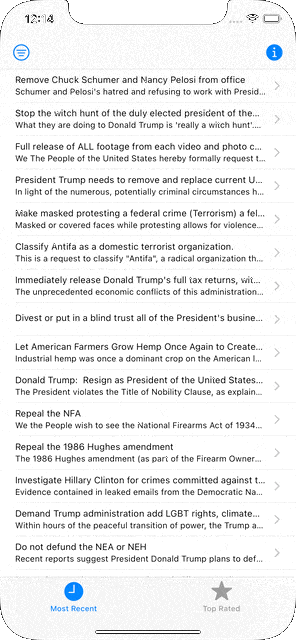 12:14
Remove Chuck Schumer and Nancy Pelosi from office
Schumer and Pelosi's hatred and refusing to work with Presid...
Stop the witch hunt of the duly elected president of the...
What they are doing to Donald Trump is 'really a witch hunt'....
Full release of ALL footage from each video and photo c...
We The People of the United States hereby formally request t...
President Trump needs to remove and replace current U...
In light of the numerous, potentially criminal circumstances h...
Make masked protesting a federal crime (Terrorism) a fel...
Masked or covered faces while protesting allows for violence...
Classify Antifa as a domestic terrorist organization.
This is a request to classify "Antifa", a radical organization th...
Immediately release Donald Trump's full tax returns, wit...
The unprecedented economic conflicts of this administration...
Divest or put in a blind trust all of the President's busine...
Let American Farmers Grow Hemp Once Again to Create...
Industrial hemp was once a dominant crop on the American l...
Donald Trump: Resign as President of the United States...
The President violates the Title of Nobility Clause, as explain...
Repeal the NFA
We the People wish to see the National Firearms Act of 1934...
Repeal the 1986 Hughes amendment
The 1986 Hughes amendment (as part of the Firearm Owner...
Investigate Hillary Clinton for crimes committed against t...
Evidence contained in leaked emails from the Democratic Na...
Demand Trump administration add LGBT rights, climate...
Within hours of the peaceful transition of power, the Trump a...
Do not defund the NEA or NEH
Recent reports suggest President Donald Trump plans to def...
Most Recent
Top Rated